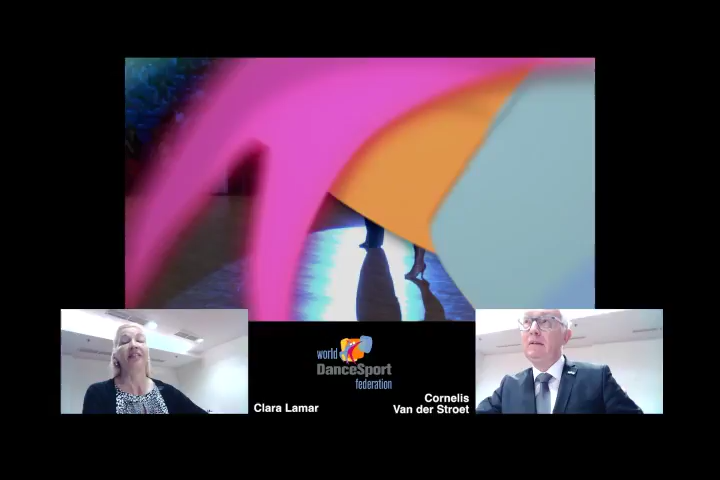 world
DanceSport
federation
Clara Lamar
Cornelis
Van der Stroet